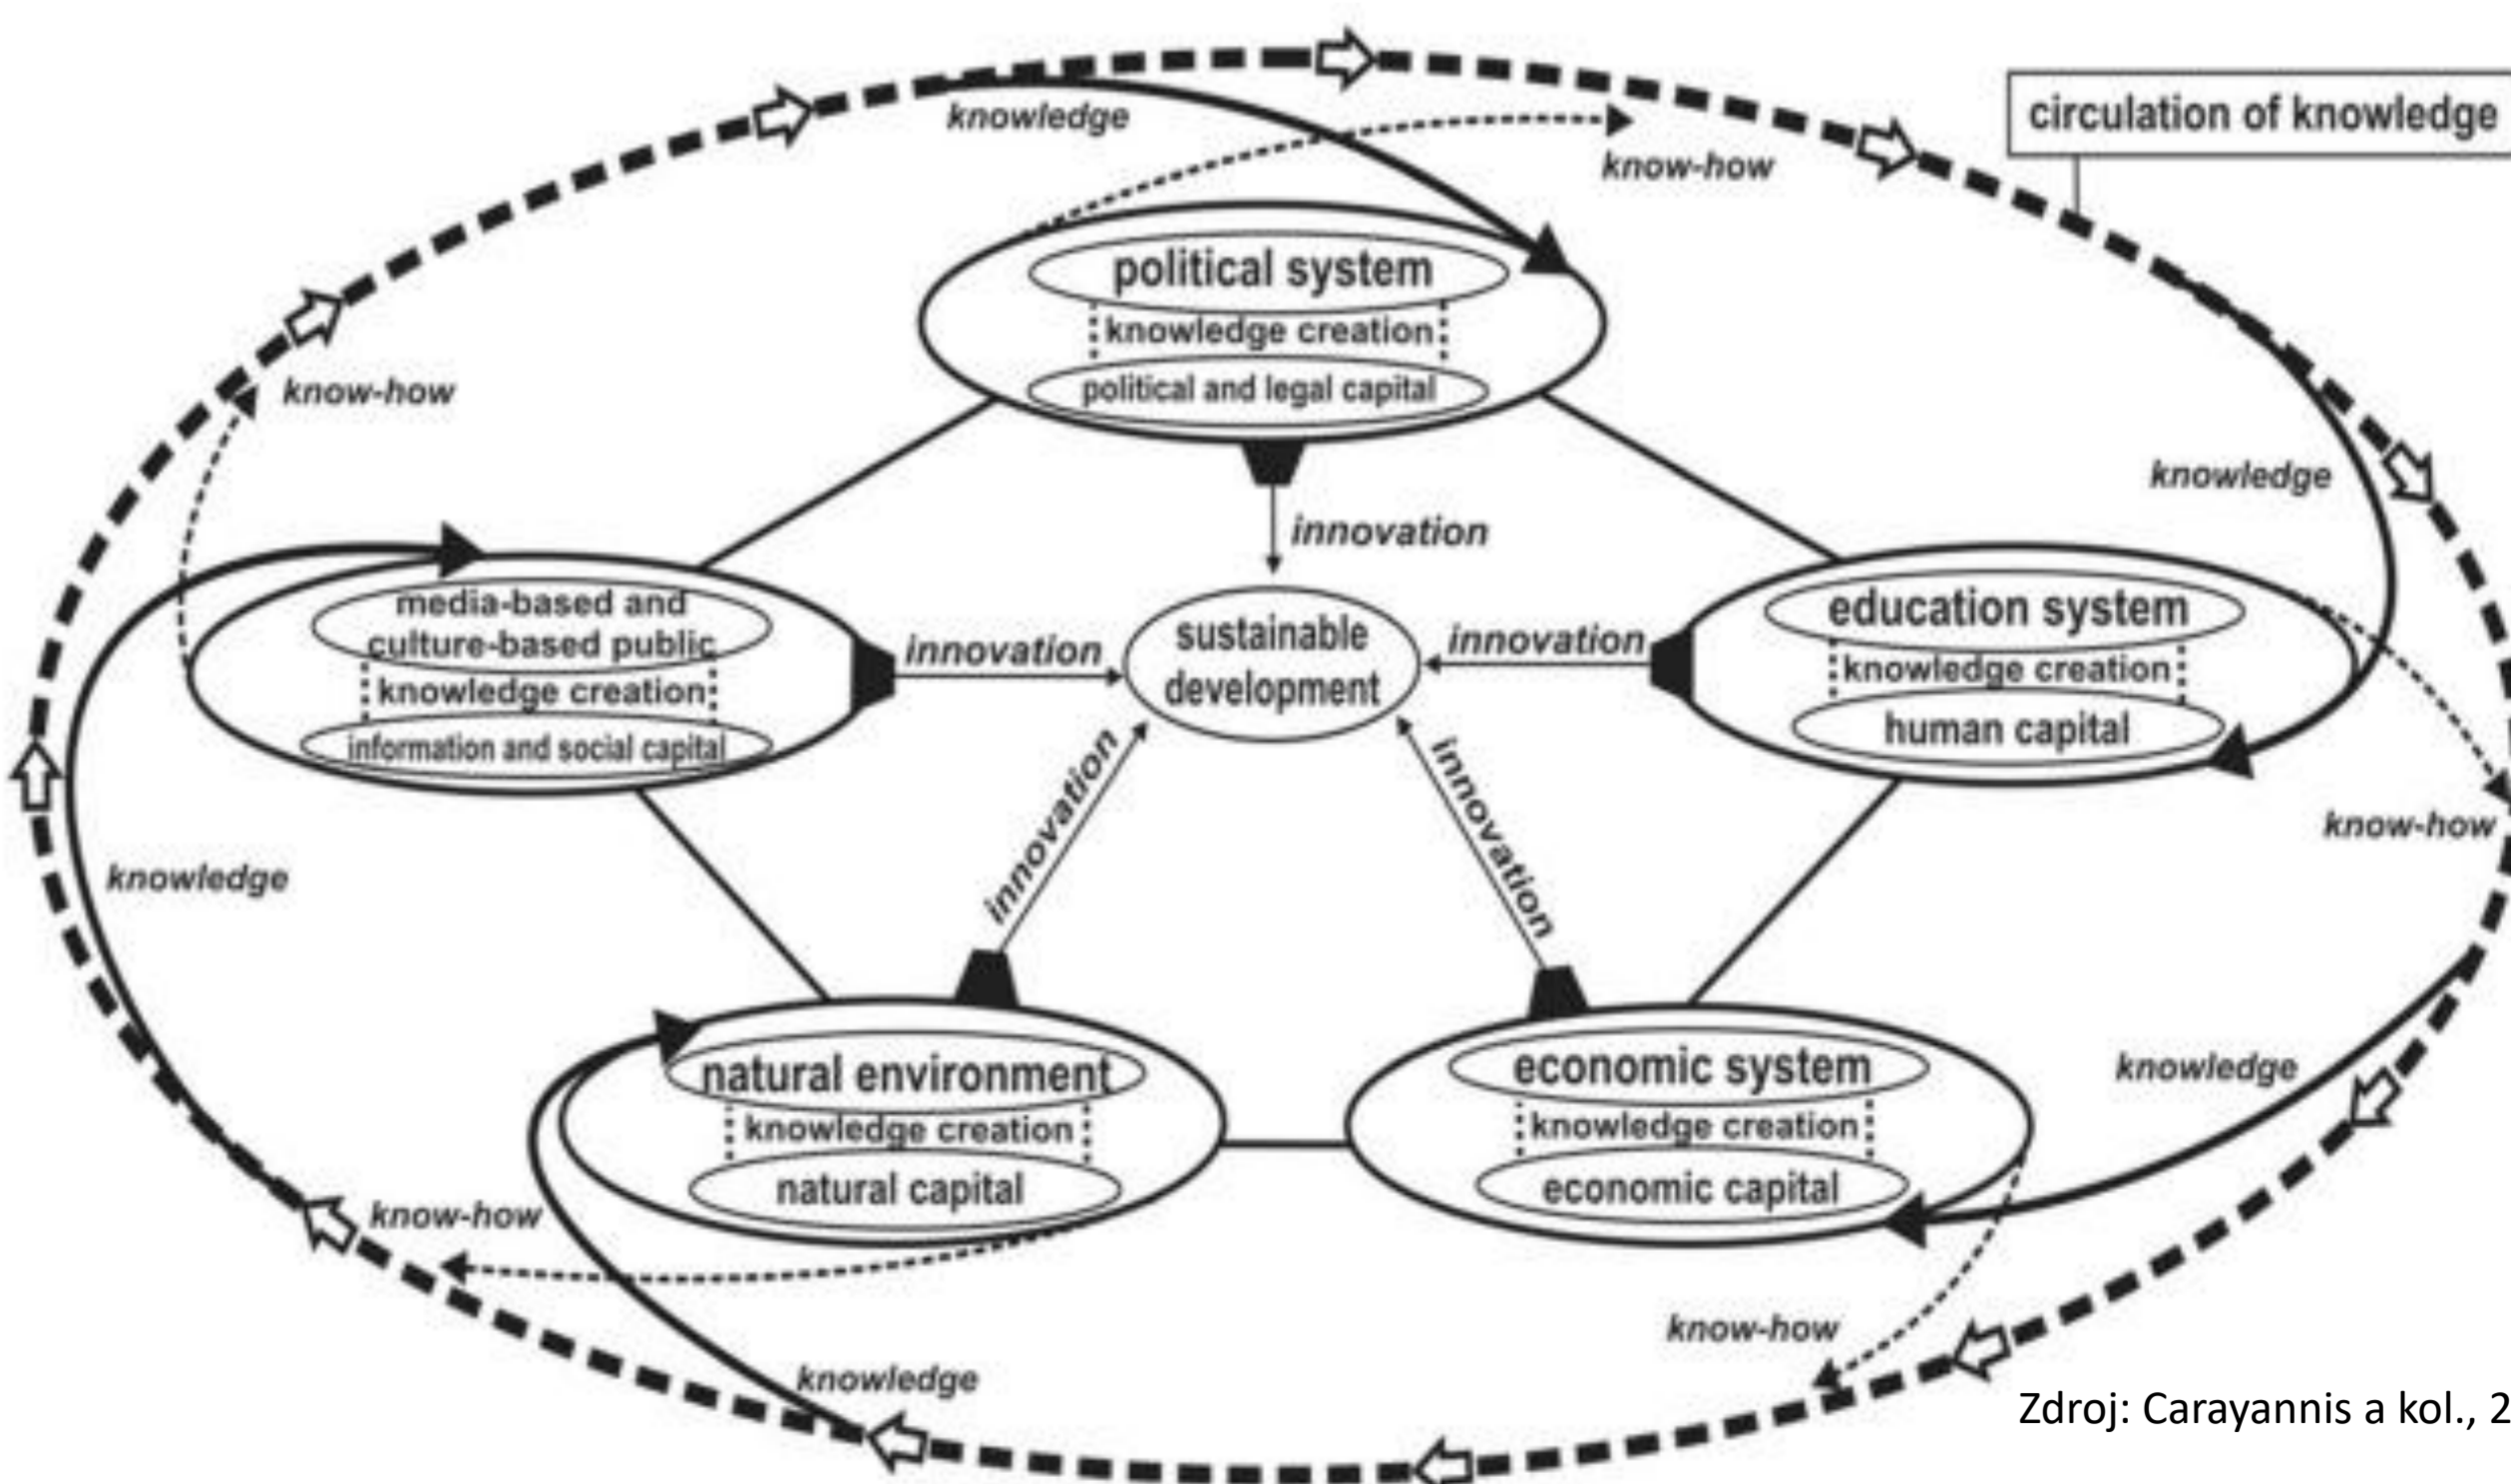 knowledge
circulation of knowledge
know-how
political system
knowledge creation
political and legal capital
know-how
knowledge
innovation
media-based and
culture-based public
knowledge creation
information and social capital
innovation
sustainable
development
innovation
education system
knowledge creation
human capital
know-how
knowledge
innovation
innovation
natural environment
knowledge creation
natural capital
economic system
knowledge creation
economic capital
knowledge
know-how
know-how
knowledge
Zdroj: Carayannis a kol., 2